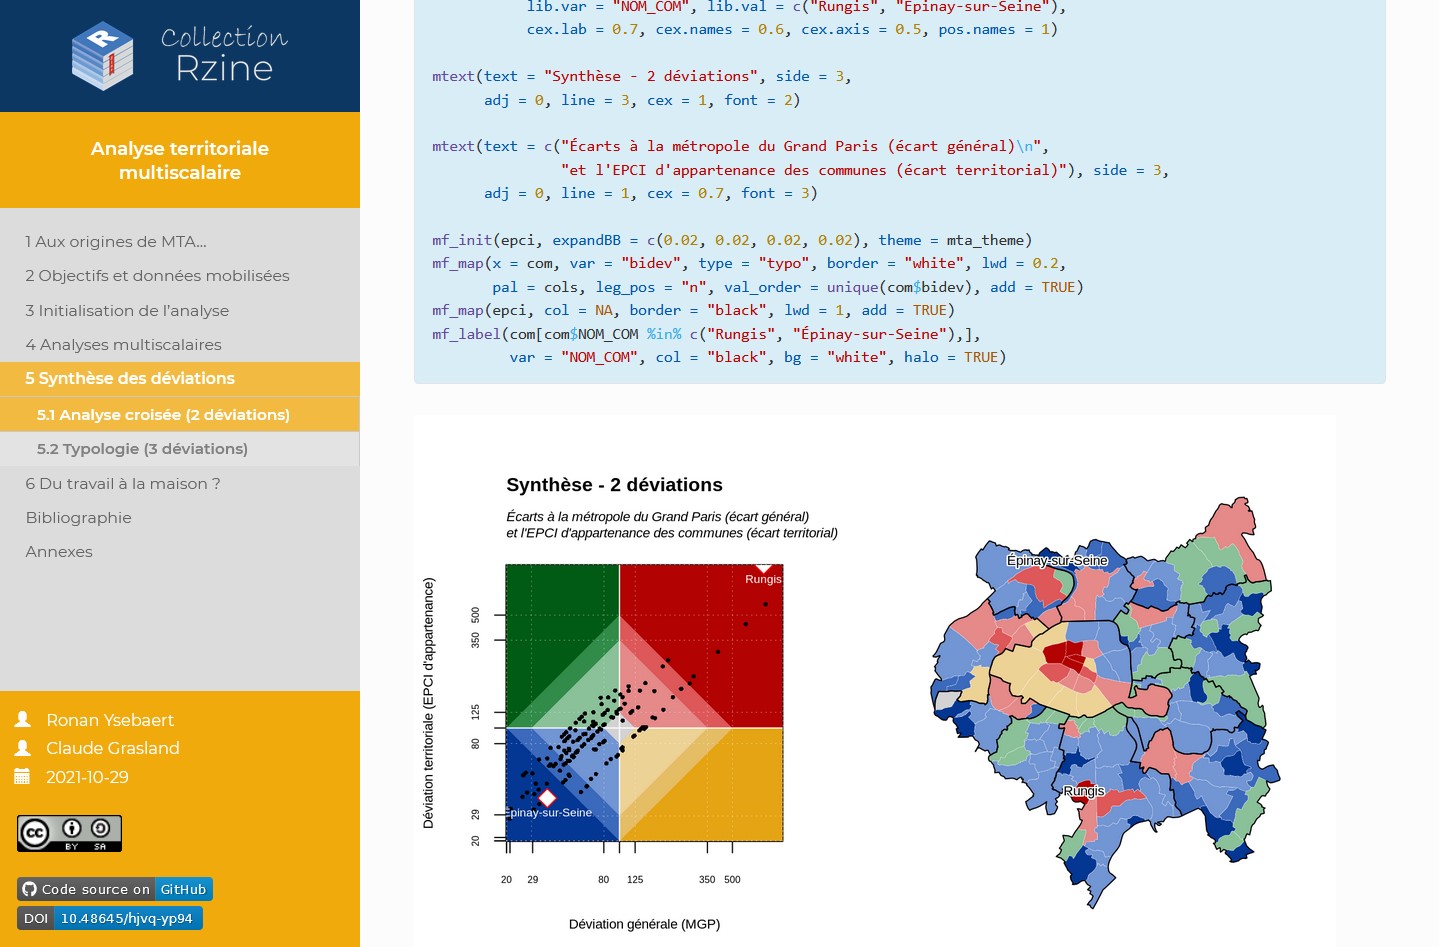 Collection
Rzine
Analyse territoriale
multiscalaire
1 Aux origines de MTA...
2 Objectifs et données mobilisées
3 Initialisation de l'analyse
4 Analyses multiscalaires
5 Synthèse des déviations
5.1 Analyse croisée (2 déviations)
5.2 Typologie (3 déviations)
6 Du travail à la maison ?
Bibliographie
Annexes
Ronan Ysebaert
Claude Grasland
2021-10-29
cc BY SA
Code source on GitHub
DOI 10.48645/hjvq-yp94
lib.var = "NOM_COM", lib.val = c("Rungis", "Épinay-sur-Seine"),
cex.lab = 0.7, cex.names = 0.6, cex.axis = 0.5, pos.names = 1)
mtext(text = "Synthèse - 2 déviations", side = 3,
adj = 0, line = 3, cex = 1, font = 2)
mtext(text = c("Écarts à la métropole du Grand Paris (écart général)\n",
"et l'EPCI d'appartenance des communes (écart territorial)"), side = 3,
adj = 0, line = 1, cex = 0.7, font = 3)
mf_init(epci, expandBB = c(0.02, 0.02, 0.02, 0.02), theme = mta_theme)
mf_map(x = com, var = "bidev", type = "typo", border = "white", lwd = 0.2,
pal = cols, leg_pos = "n", val_order = unique(com$bidev), add = TRUE)
mf_map(epci, col = NA, border = "black", lwd = 1, add = TRUE)
mf_label(com[com$NOM_COM %in% c("Rungis", "Épinay-sur-Seine"),],
var = "NOM_COM", col = "black", bg = "white", halo = TRUE)
Synthèse - 2 déviations
Écarts à la métropole du Grand Paris (écart général)
et l'EPCI d'appartenance des communes (écart territorial)
Déviation territoriale (EPCI d'appartenance)
500
350
125
80
29
20
Rungis
Épinay-sur-Seine
20 29 80 125 350 500
Déviation générale (MGP)
Épinay-sur-Seine
Rungis